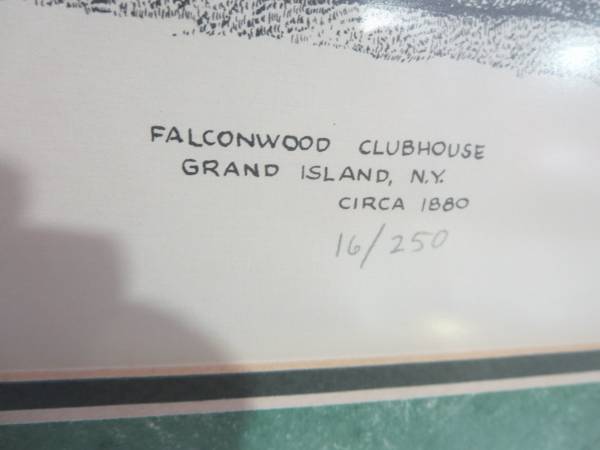 FALCONWOOD CLUBHOUSE
GRAND ISLAND, N.Y.
CIRCA 1880
16/250